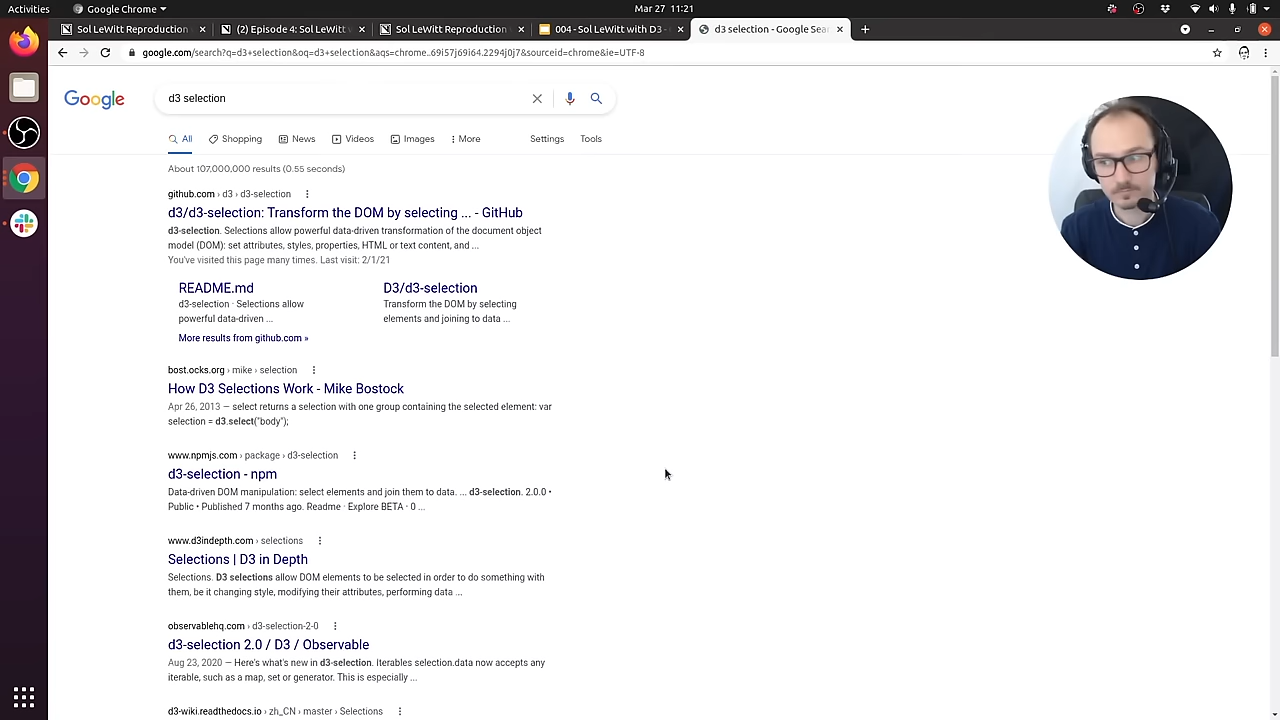 Activities
Google Chrome
Mar 27 11:21
Sol LeWitt Reproduction
(2) Episode 4: Sol LeWitt
Sol LeWitt Reproduction
004 - Sol LeWitt with D3 -
d3 selection - Google Sear
google.com/search?q=d3+selection&oq=d3+selection&aqs=chrome..69i57j69i64.2294j0j7&sourceid=chrome&ie=UTF-8
Google
d3 selection
All
Shopping
News
Videos
Images
More
Settings
Tools
About 107,000,000 results (0.55 seconds)
github.com › d3 › d3-selection
d3/d3-selection: Transform the DOM by selecting ... - GitHub
d3-selection. Selections allow powerful data-driven transformation of the document object
model (DOM): set attributes, styles, properties, HTML or text content, and ...
You've visited this page many times. Last visit: 2/1/21
README.md
d3-selection · Selections allow
powerful data-driven ...
D3/d3-selection
Transform the DOM by selecting
elements and joining to data ...
More results from github.com »
bost.ocks.org › mike › selection
How D3 Selections Work - Mike Bostock
Apr 26, 2013 — select returns a selection with one group containing the selected element: var
selection = d3.select("body");
www.npmjs.com › package › d3-selection
d3-selection - npm
Data-driven DOM manipulation: select elements and join them to data. ... d3-selection. 2.0.0 •
Public • Published 7 months ago. Readme · Explore BETA · 0 ...
www.d3indepth.com › selections
Selections | D3 in Depth
Selections. D3 selections allow DOM elements to be selected in order to do something with
them, be it changing style, modifying their attributes, performing data ...
observablehq.com › d3-selection-2-0
d3-selection 2.0 / D3 / Observable
Aug 23, 2020 — Here's what's new in d3-selection. Iterables selection.data now accepts any
iterable, such as a map, set or generator. This is especially ...
d3-wiki.readthedocs.io › zh_CN › master › Selections